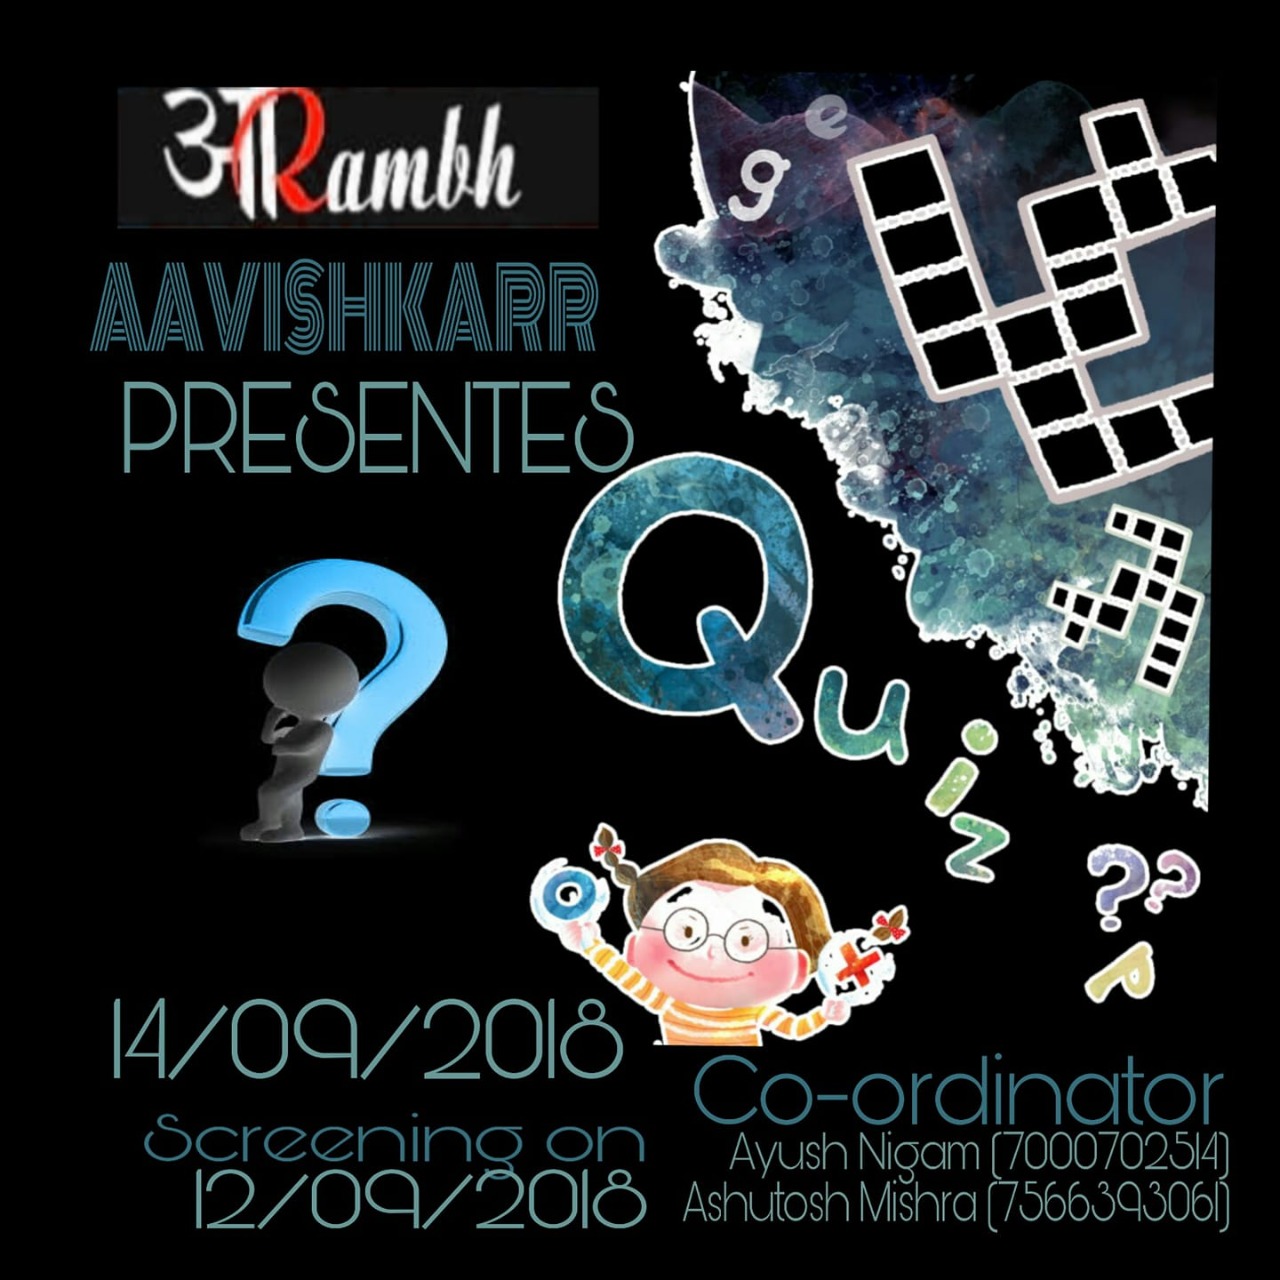 आRambh
AAVISHKARR
PRESENTES
e
g
Quiz
??
P
14/09/2018
Screening on
12/09/2018
Co-ordinator
Ayush Nigam (7000702514)
Ashutosh Mishra (7566393061)